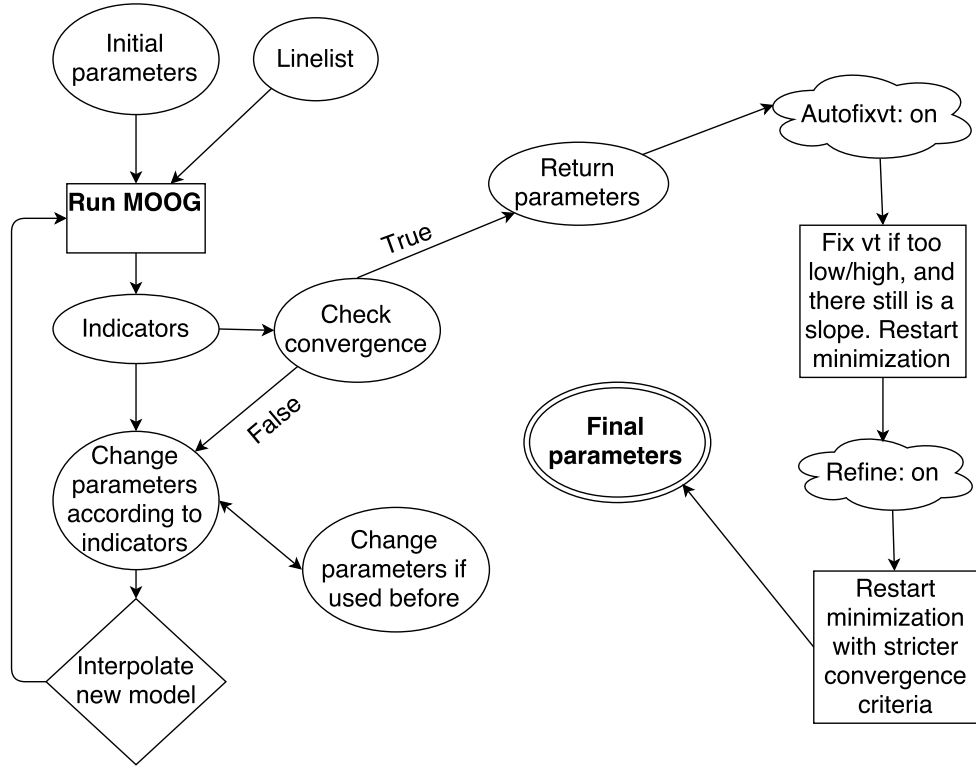 Initial
parameters
Linelist
Run MOOG
Indicators
Check
convergence
True
False
Return
parameters
Autofixvt: on
Fix vt if too
low/high, and
there still is a
slope. Restart
minimization
Refine: on
Restart
minimization
with stricter
convergence
criteria
Final
parameters
Change
parameters
according to
indicators
Change
parameters if
used before
Interpolate
new model